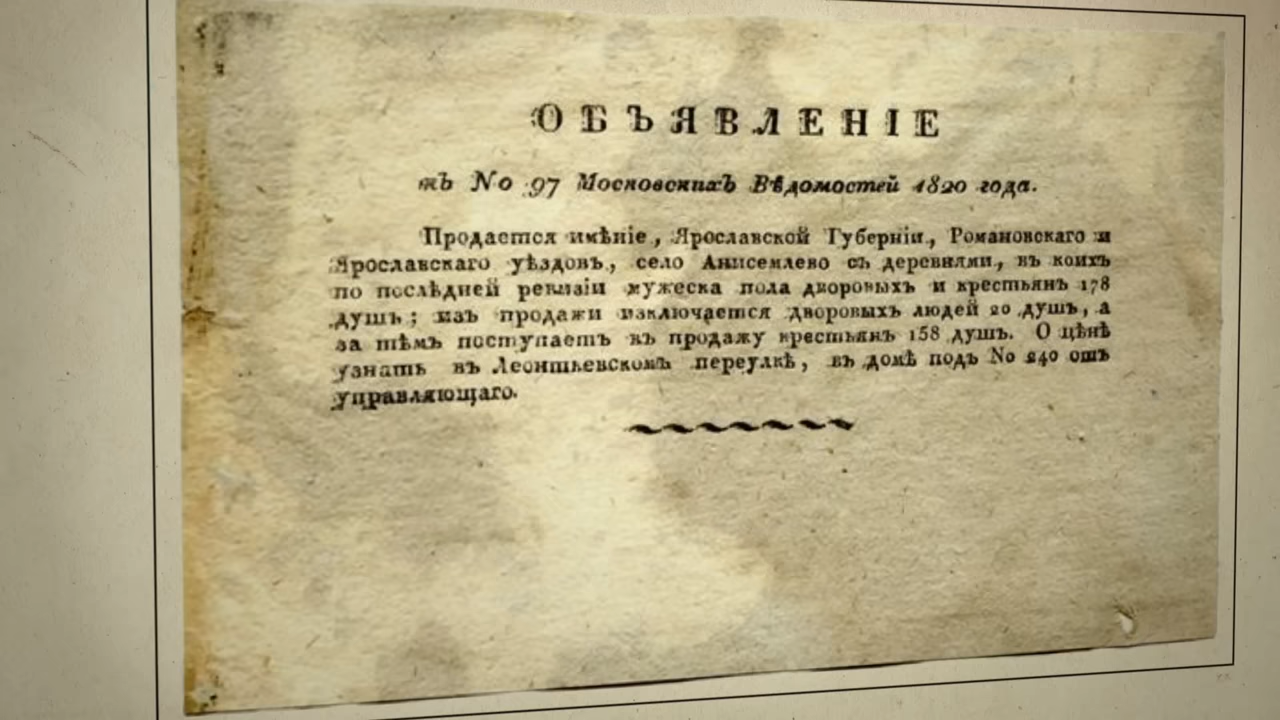 ОБЪЯВЛЕНІЕ
къ No 97 Московскихъ Вѣдомостей 1820 года.
Продается имѣніе, Ярославской Губерніи, Романовскаго и
Ярославскаго уѣздовъ, село Анисемлево съ деревнями, въ коихъ
по послѣдней ревизіи мужеска пола дворовыхъ и крестьянъ 178
душъ; изъ продажи изключается дворовыхъ людей 20 душъ, а
за тѣмъ поступаетъ въ продажу крестьянъ 158 душъ. О цѣнѣ
узнать въ Леонтьевскомъ переулкѣ, въ домѣ подъ No 240 отъ
управляющаго.